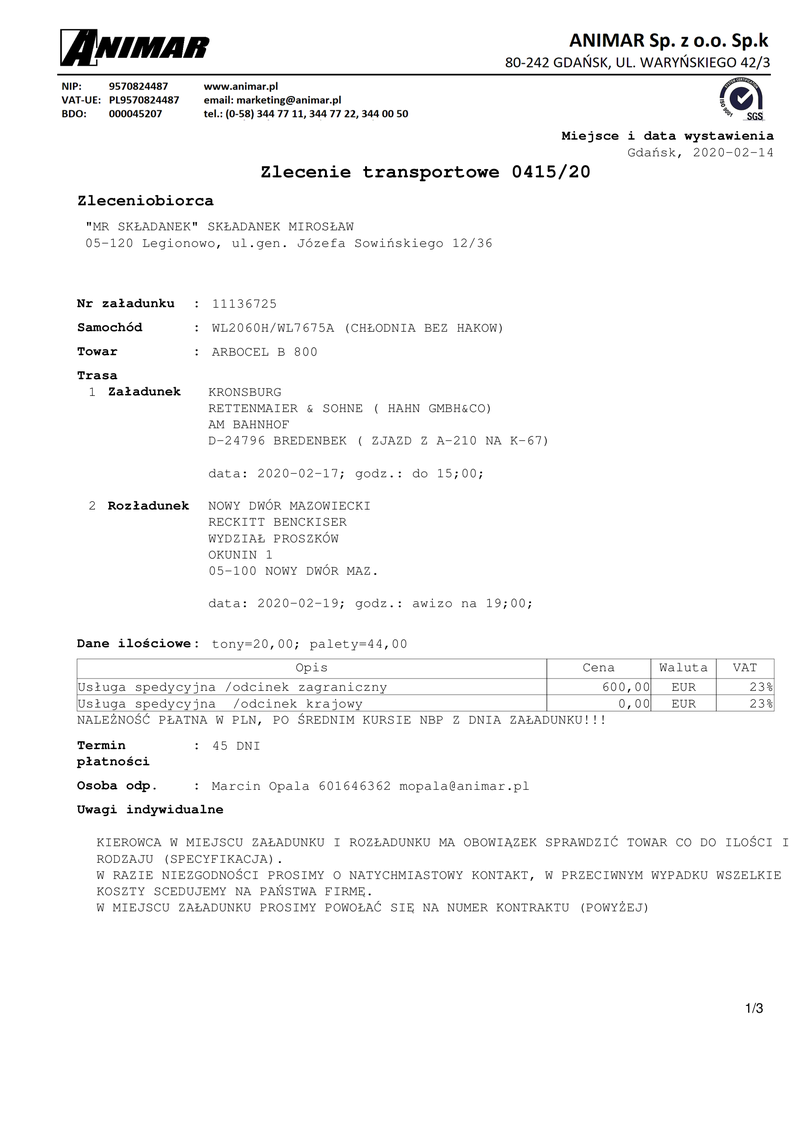 ANIMAR
ANIMAR Sp. z o.o. Sp.k
80-242 GDAŃSK, UL. WARYŃSKIEGO 42/3
NIP: 9570824487 www.animar.pl
VAT-UE: PL9570824487 email: marketing@animar.pl
BDO: 000045207 tel.: (0-58) 344 77 11, 344 77 22, 344 00 50
ISO 9001
SGS
Miejsce i data wystawienia
Gdańsk, 2020-02-14
Zlecenie transportowe 0415/20
Zleceniobiorca
"MR SKŁADANEK" SKŁADANEK MIROSŁAW
05-120 Legionowo, ul.gen. Józefa Sowińskiego 12/36
Nr załadunku : 11136725
Samochód : WL2060H/WL7675A (CHŁODNIA BEZ HAKOW)
Towar : ARBOCEL B 800
Trasa
1 Załadunek KRONSBURG
RETTENMAIER & SOHNE ( HAHN GMBH&CO)
AM BAHNHOF
D-24796 BREDENBEK ( ZJAZD Z A-210 NA K-67)
data: 2020-02-17; godz.: do 15;00;
2 Rozładunek NOWY DWÓR MAZOWIECKI
RECKITT BENCKISER
WYDZIAŁ PROSZKÓW
OKUNIN 1
05-100 NOWY DWÓR MAZ.
data: 2020-02-19; godz.: awizo na 19;00;
Dane ilościowe: tony=20,00; palety=44,00
Opis Cena Waluta VAT
Usługa spedycyjna /odcinek zagraniczny 600,00 EUR 23%
Usługa spedycyjna /odcinek krajowy 0,00 EUR 23%
NALEŻNOŚĆ PŁATNA W PLN, PO ŚREDNIM KURSIE NBP Z DNIA ZAŁADUNKU!!!
Termin : 45 DNI
płatności
Osoba odp. : Marcin Opala 601646362 mopala@animar.pl
Uwagi indywidualne
KIEROWCA W MIEJSCU ZAŁADUNKU I ROZŁADUNKU MA OBOWIĄZEK SPRAWDZIĆ TOWAR CO DO ILOŚCI I
RODZAJU (SPECYFIKACJA).
W RAZIE NIEZGODNOŚCI PROSIMY O NATYCHMIASTOWY KONTAKT, W PRZECIWNYM WYPADKU WSZELKIE
KOSZTY SCEDUJEMY NA PAŃSTWA FIRMĘ.
W MIEJSCU ZAŁADUNKU PROSIMY POWOŁAĆ SIĘ NA NUMER KONTRAKTU (POWYŻEJ)
1/3